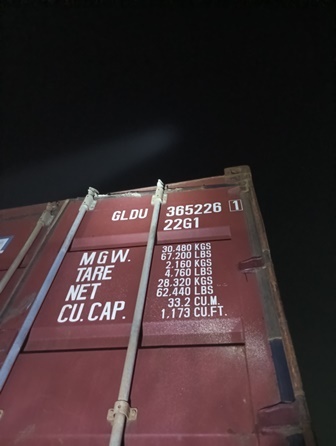 GLDU 365226 1
22G1
M.G.W. 30.480 KGS
67.200 LBS
TARE 2.160 KGS
4.760 LBS
NET 28.320 KGS
62.440 LBS
CU. CAP. 33.2 CU.M.
1.173 CU.FT.